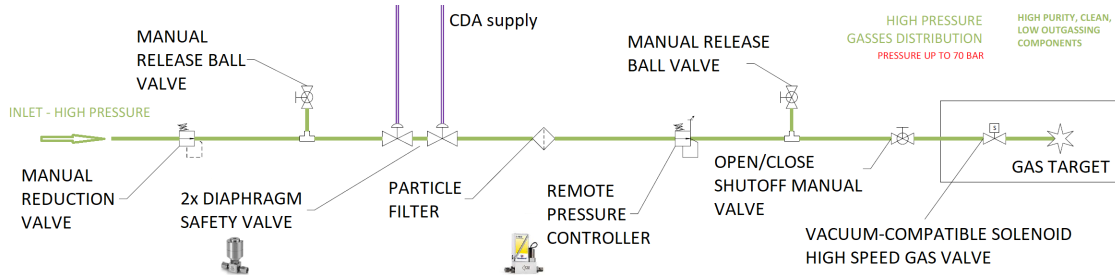 CDA supply
MANUAL
RELEASE BALL
VALVE
MANUAL RELEASE
BALL VALVE
HIGH PRESSURE
GASSES DISTRIBUTION
PRESSURE UP TO 70 BAR
HIGH PURITY, CLEAN,
LOW OUTGASSING
COMPONENTS
INLET - HIGH PRESSURE
S
GAS TARGET
MANUAL
REDUCTION
VALVE
2x DIAPHRAGM
SAFETY VALVE
PARTICLE
FILTER
REMOTE
PRESSURE
CONTROLLER
OPEN/CLOSE
SHUTOFF MANUAL
VALVE
VACUUM-COMPATIBLE SOLENOID
HIGH SPEED GAS VALVE